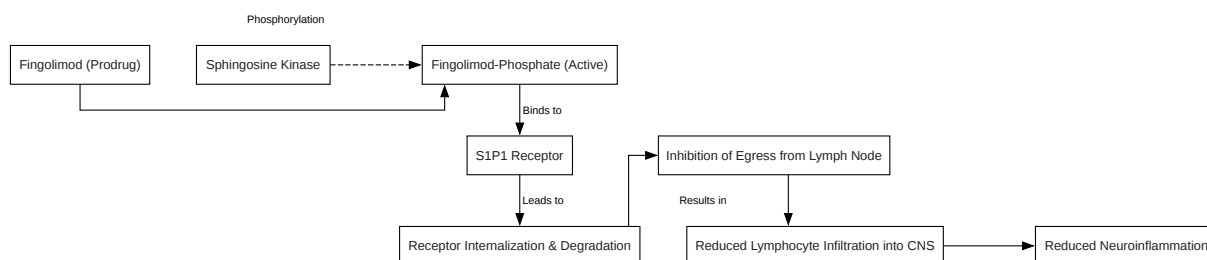 Phosphorylation
Fingolimod (Prodrug)
Sphingosine Kinase
Fingolimod-Phosphate (Active)
Binds to
S1P1 Receptor
Inhibition of Egress from Lymph Node
Leads to
Results in
Receptor Internalization & Degradation
Reduced Lymphocyte Infiltration into CNS
Reduced Neuroinflammation